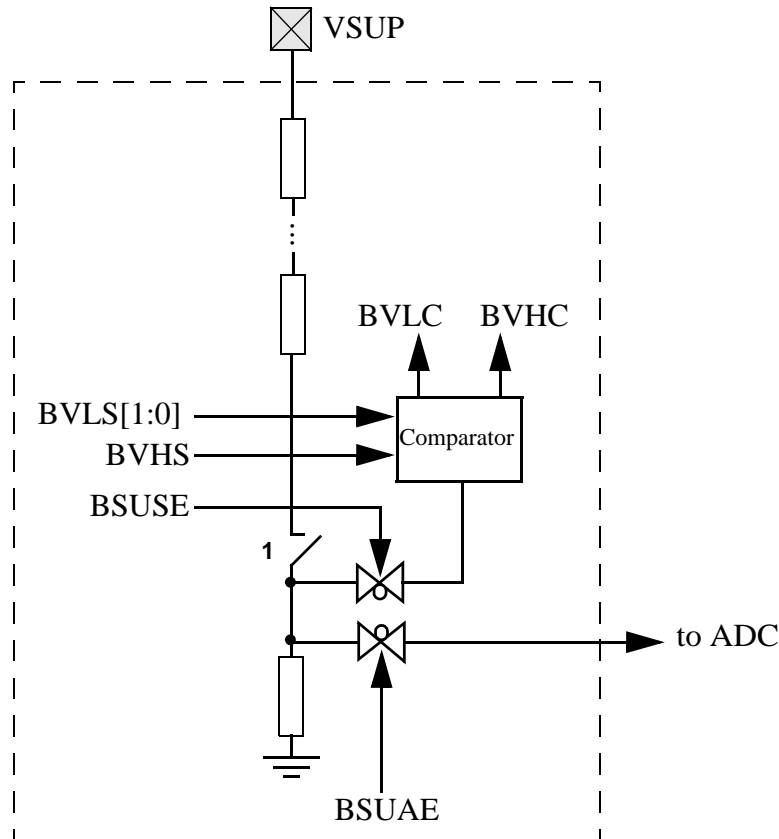 VSUP
BVLC
BVHC
BVLS[1:0]
Comparator
BVHS
BSUSE
1
to ADC
BSUAE